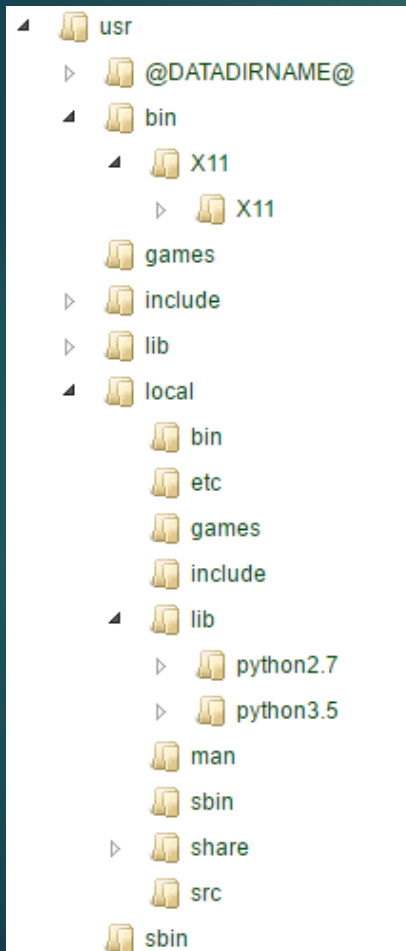 usr
@DATADIRNAME@
bin
X11
X11
games
include
lib
local
bin
etc
games
include
lib
python2.7
python3.5
man
sbin
share
src
sbin